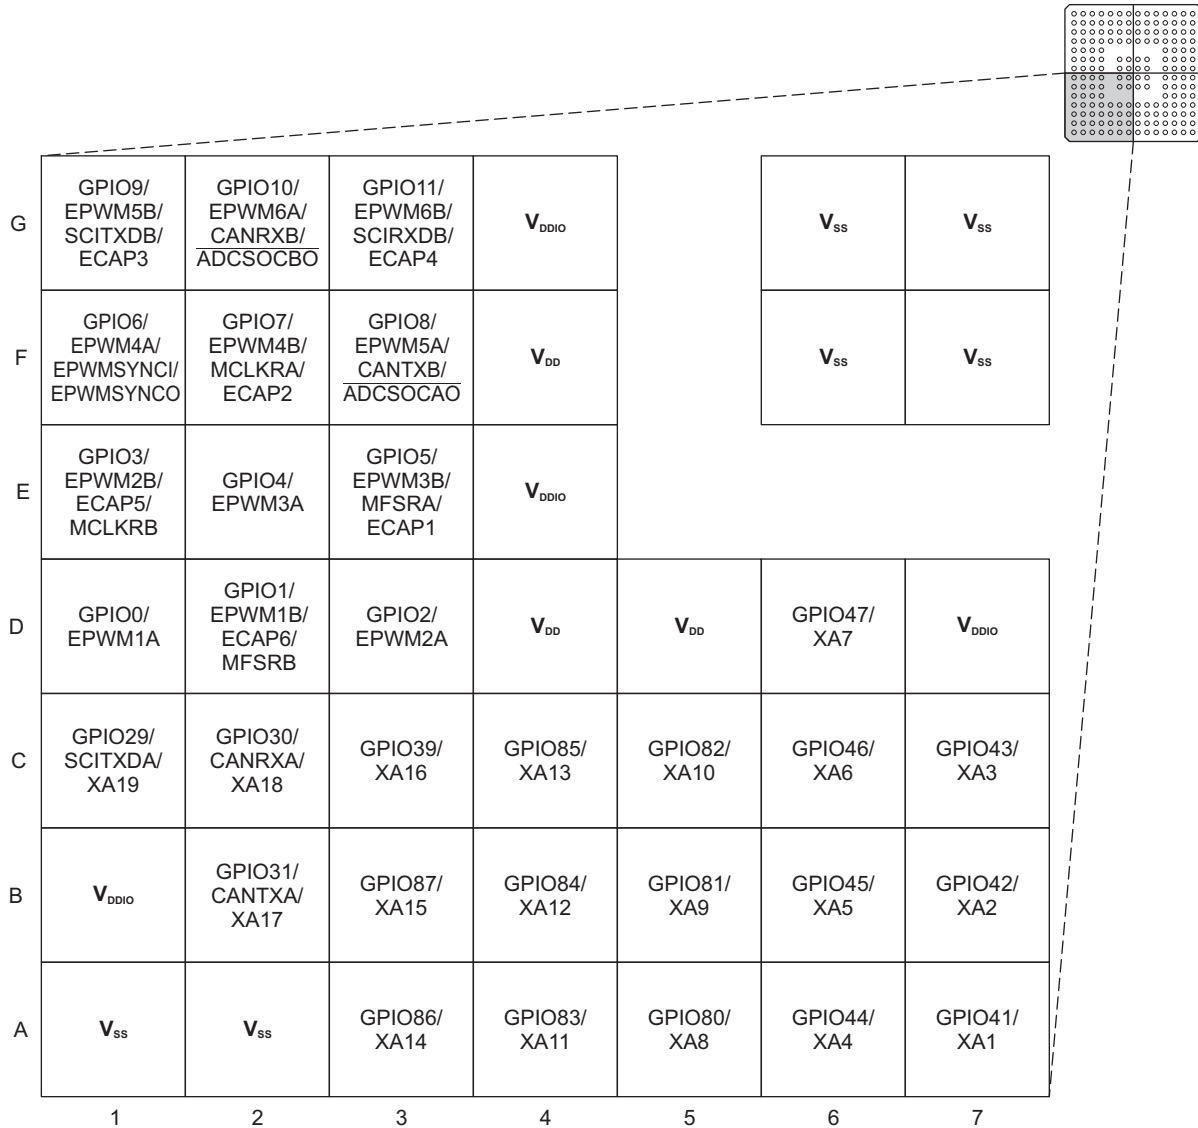 G
GPIO9/
EPWM5B/
SCITXDB/
ECAP3
GPIO10/
EPWM6A/
CANRXB/
ADCSOCBO
GPIO11/
EPWM6B/
SCIRXDB/
ECAP4
VDDIO
VSS
VSS
F
GPIO6/
EPWM4A/
EPWMSYNCI/
EPWMSYNCO
GPIO7/
EPWM4B/
MCLKRA/
ECAP2
GPIO8/
EPWM5A/
CANTXB/
ADCSOCAO
VDD
VSS
VSS
E
GPIO3/
EPWM2B/
ECAP5/
MCLKRB
GPIO4/
EPWM3A
GPIO5/
EPWM3B/
MFSRA/
ECAP1
VDDIO
D
GPIO0/
EPWM1A
GPIO1/
EPWM1B/
ECAP6/
MFSRB
GPIO2/
EPWM2A
VDD
VDD
GPIO47/
XA7
VDDIO
C
GPIO29/
SCITXDA/
XA19
GPIO30/
CANRXA/
XA18
GPIO39/
XA16
GPIO85/
XA13
GPIO82/
XA10
GPIO46/
XA6
GPIO43/
XA3
B
VDDIO
GPIO31/
CANTXA/
XA17
GPIO87/
XA15
GPIO84/
XA12
GPIO81/
XA9
GPIO45/
XA5
GPIO42/
XA2
A
VSS
VSS
GPIO86/
XA14
GPIO83/
XA11
GPIO80/
XA8
GPIO44/
XA4
GPIO41/
XA1
1 2 3 4 5 6 7